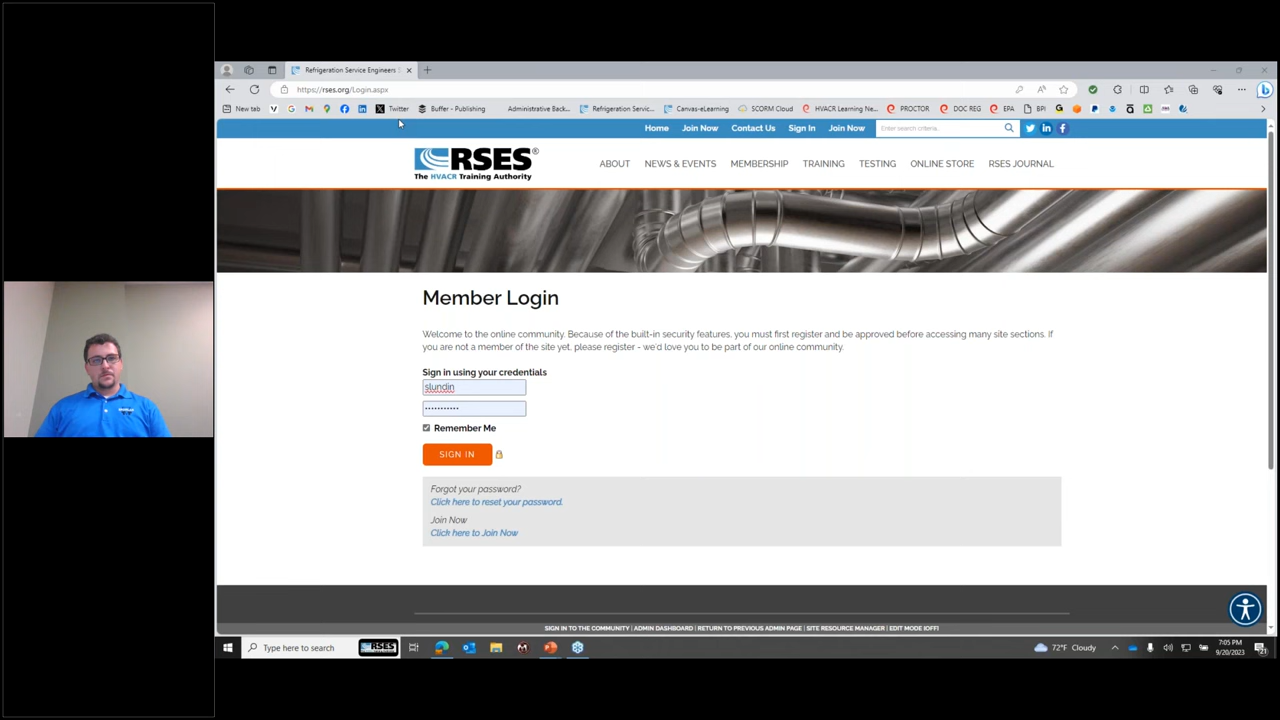 Refrigeration Service Engineers S
https://rses.org/Login.aspx
New tab
Twitter
Buffer - Publishing
Administrative Back...
Refrigeration Servic...
Canvas-eLearning
SCORM Cloud
HVACR Learning Ne...
PROCTOR
DOC REG
EPA
BPI
Home
Join Now
Contact Us
Sign In
Join Now
Enter search criteria...
RSES®
The HVACR Training Authority
ABOUT
NEWS & EVENTS
MEMBERSHIP
TRAINING
TESTING
ONLINE STORE
RSES JOURNAL
Member Login
Welcome to the online community. Because of the built-in security features, you must first register and be approved before accessing many site sections. If
you are not a member of the site yet, please register - we'd love you to be part of our online community.
Sign in using your credentials
slundin
•••••••••••
Remember Me
SIGN IN
Forgot your password?
Click here to reset your password.
Join Now
Click here to Join Now
SIGN IN TO THE COMMUNITY | ADMIN DASHBOARD | RETURN TO PREVIOUS ADMIN PAGE | SITE RESOURCE MANAGER | EDIT MODE (OFF)
Type here to search
RSES
72°F Cloudy
7:05 PM
9/20/2023